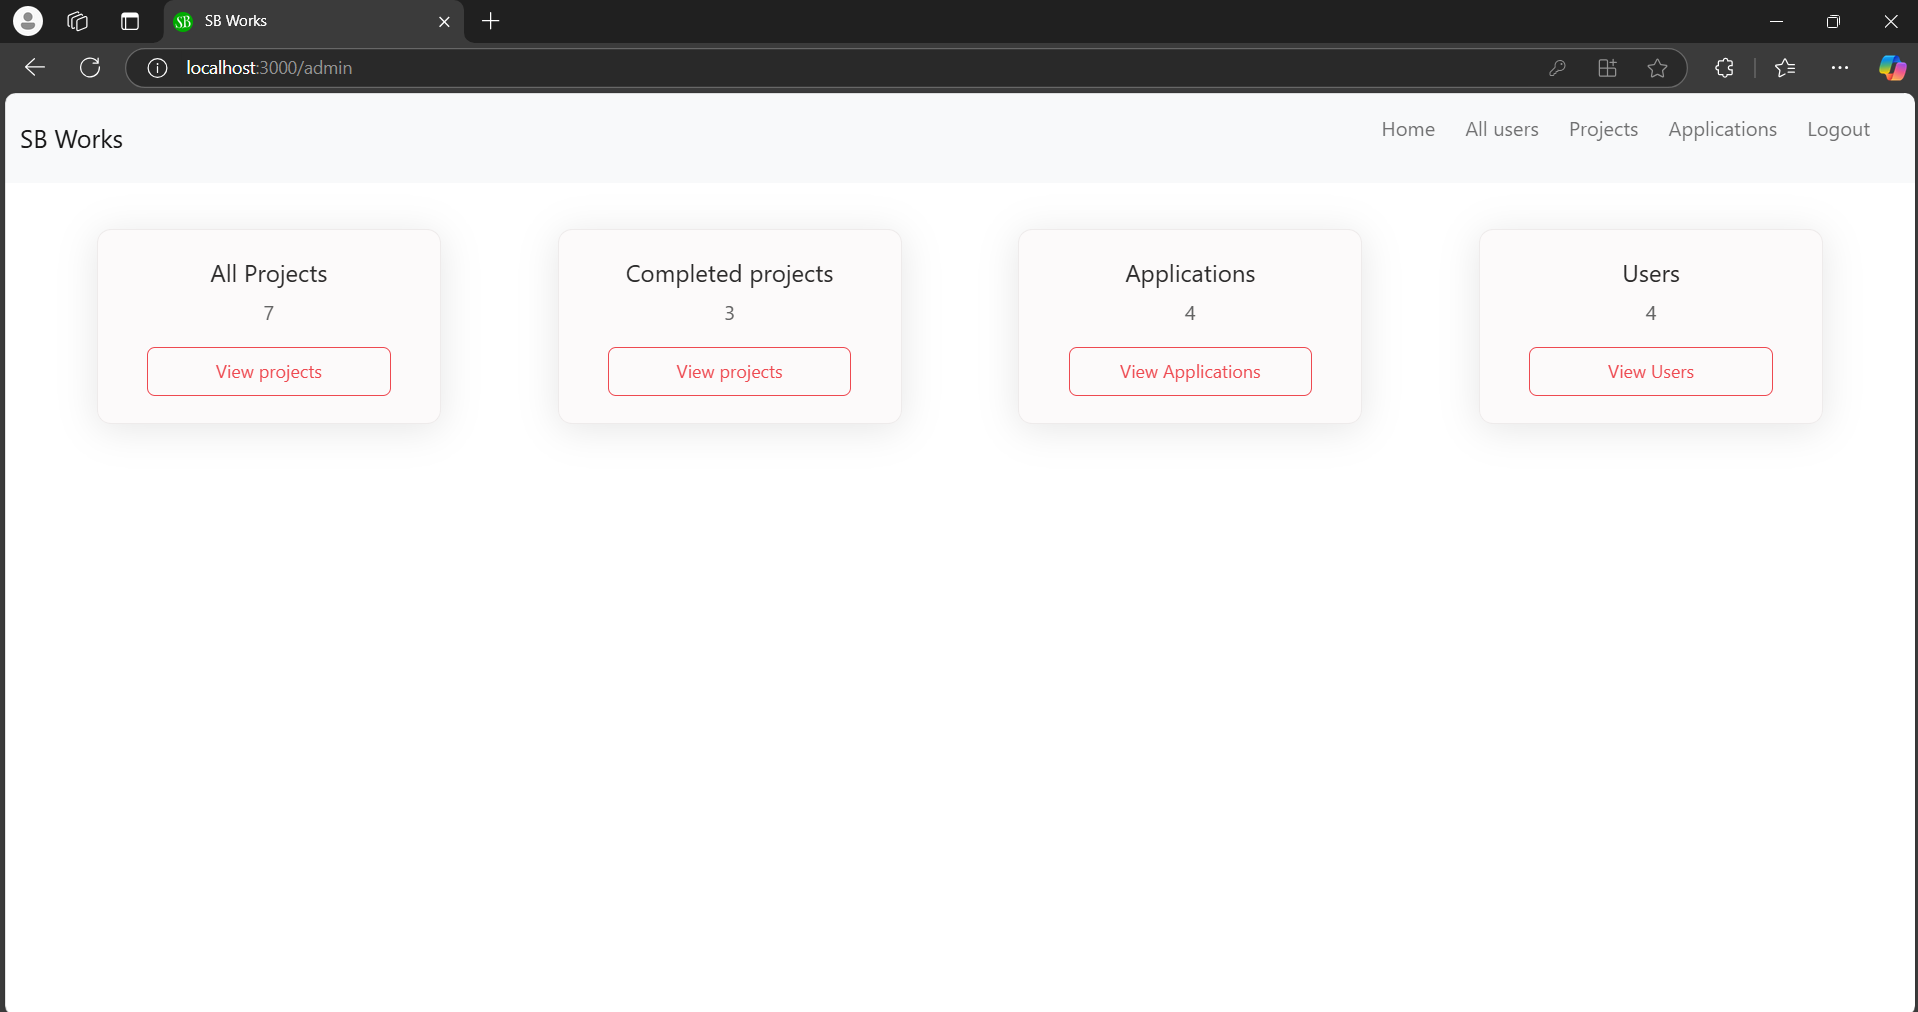 SB SB Works
localhost:3000/admin
SB Works
Home All users Projects Applications Logout
All Projects
7
View projects
Completed projects
3
View projects
Applications
4
View Applications
Users
4
View Users